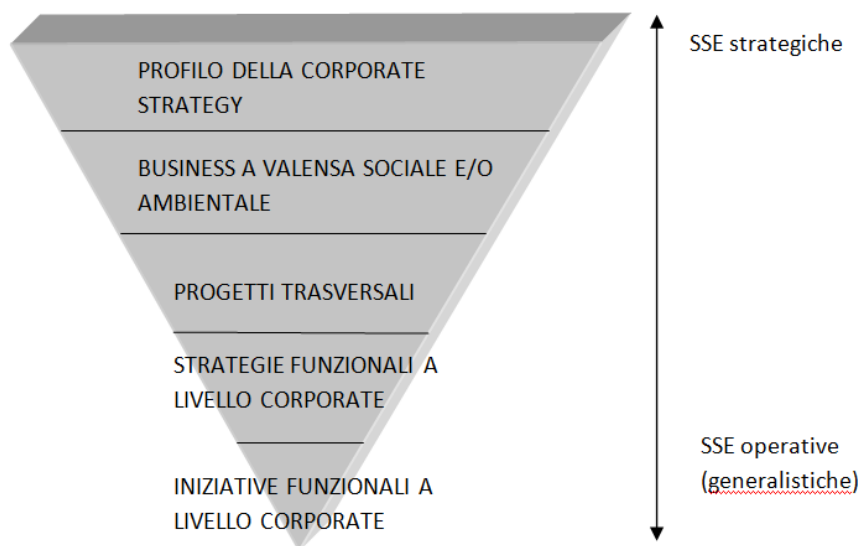 SSE strategiche
PROFILO DELLA CORPORATE
STRATEGY
BUSINESS A VALENSA SOCIALE E/O
AMBIENTALE
PROGETTI TRASVERSALI
STRATEGIE FUNZIONALI A
LIVELLO CORPORATE
SSE operative
(generalistiche)
INIZIATIVE FUNZIONALI A
LIVELLO CORPORATE